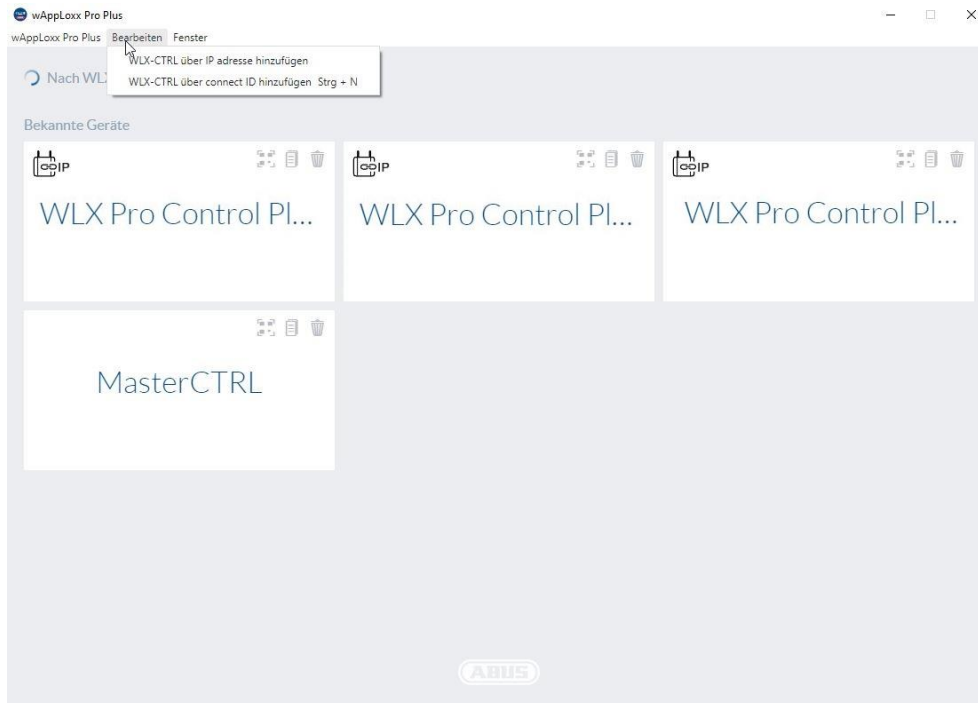 wAppLoxx Pro Plus
wAppLoxx Pro Plus Bearbeiten Fenster
WLX-CTRL über IP adresse hinzufügen
Nach WLX
WLX-CTRL über connect ID hinzufügen Strg + N
Bekannte Geräte
IP IP IP
WLX Pro Control Pl... WLX Pro Control Pl... WLX Pro Control Pl...
MasterCTRL
ABUS